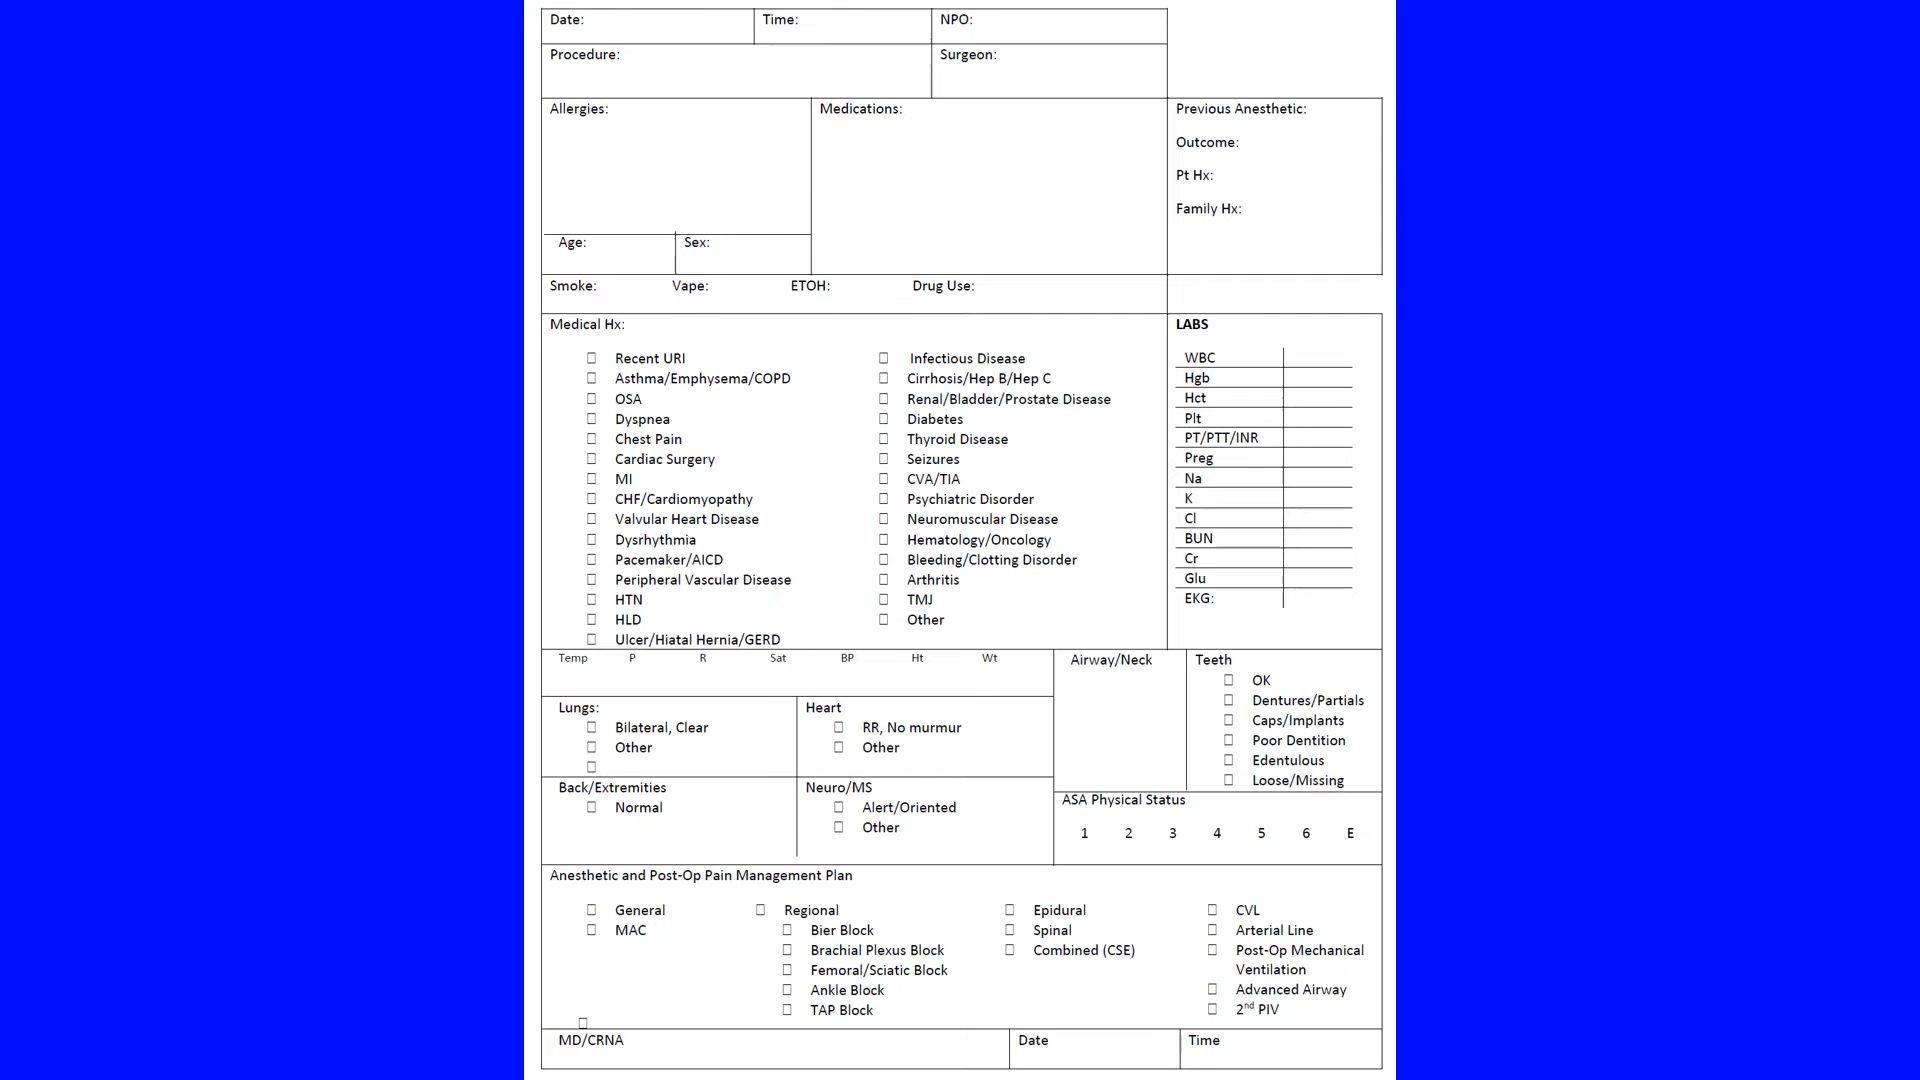 Date: Time: NPO:
Procedure: Surgeon:
Allergies: Medications: Previous Anesthetic:
Outcome:
Pt Hx:
Family Hx:
Age: Sex:
Smoke: Vape: ETOH: Drug Use:
Medical Hx:
Recent URI
Asthma/Emphysema/COPD
OSA
Dyspnea
Chest Pain
Cardiac Surgery
MI
CHF/Cardiomyopathy
Valvular Heart Disease
Dysrhythmia
Pacemaker/AICD
Peripheral Vascular Disease
HTN
HLD
Ulcer/Hiatal Hernia/GERD
Infectious Disease
Cirrhosis/Hep B/Hep C
Renal/Bladder/Prostate Disease
Diabetes
Thyroid Disease
Seizures
CVA/TIA
Psychiatric Disorder
Neuromuscular Disease
Hematology/Oncology
Bleeding/Clotting Disorder
Arthritis
TMJ
Other
LABS
WBC
Hgb
Hct
Plt
PT/PTT/INR
Preg
Na
K
Cl
BUN
Cr
Glu
EKG:
Temp P R Sat BP Ht Wt
Lungs:
Bilateral, Clear
Other
Heart
RR, No murmur
Other
Back/Extremities
Normal
Neuro/MS
Alert/Oriented
Other
Airway/Neck
Teeth
OK
Dentures/Partials
Caps/Implants
Poor Dentition
Edentulous
Loose/Missing
ASA Physical Status
1 2 3 4 5 6 E
Anesthetic and Post-Op Pain Management Plan
General
MAC
Regional
Bier Block
Brachial Plexus Block
Femoral/Sciatic Block
Ankle Block
TAP Block
Epidural
Spinal
Combined (CSE)
CVL
Arterial Line
Post-Op Mechanical
Ventilation
Advanced Airway
2nd PIV
MD/CRNA Date Time